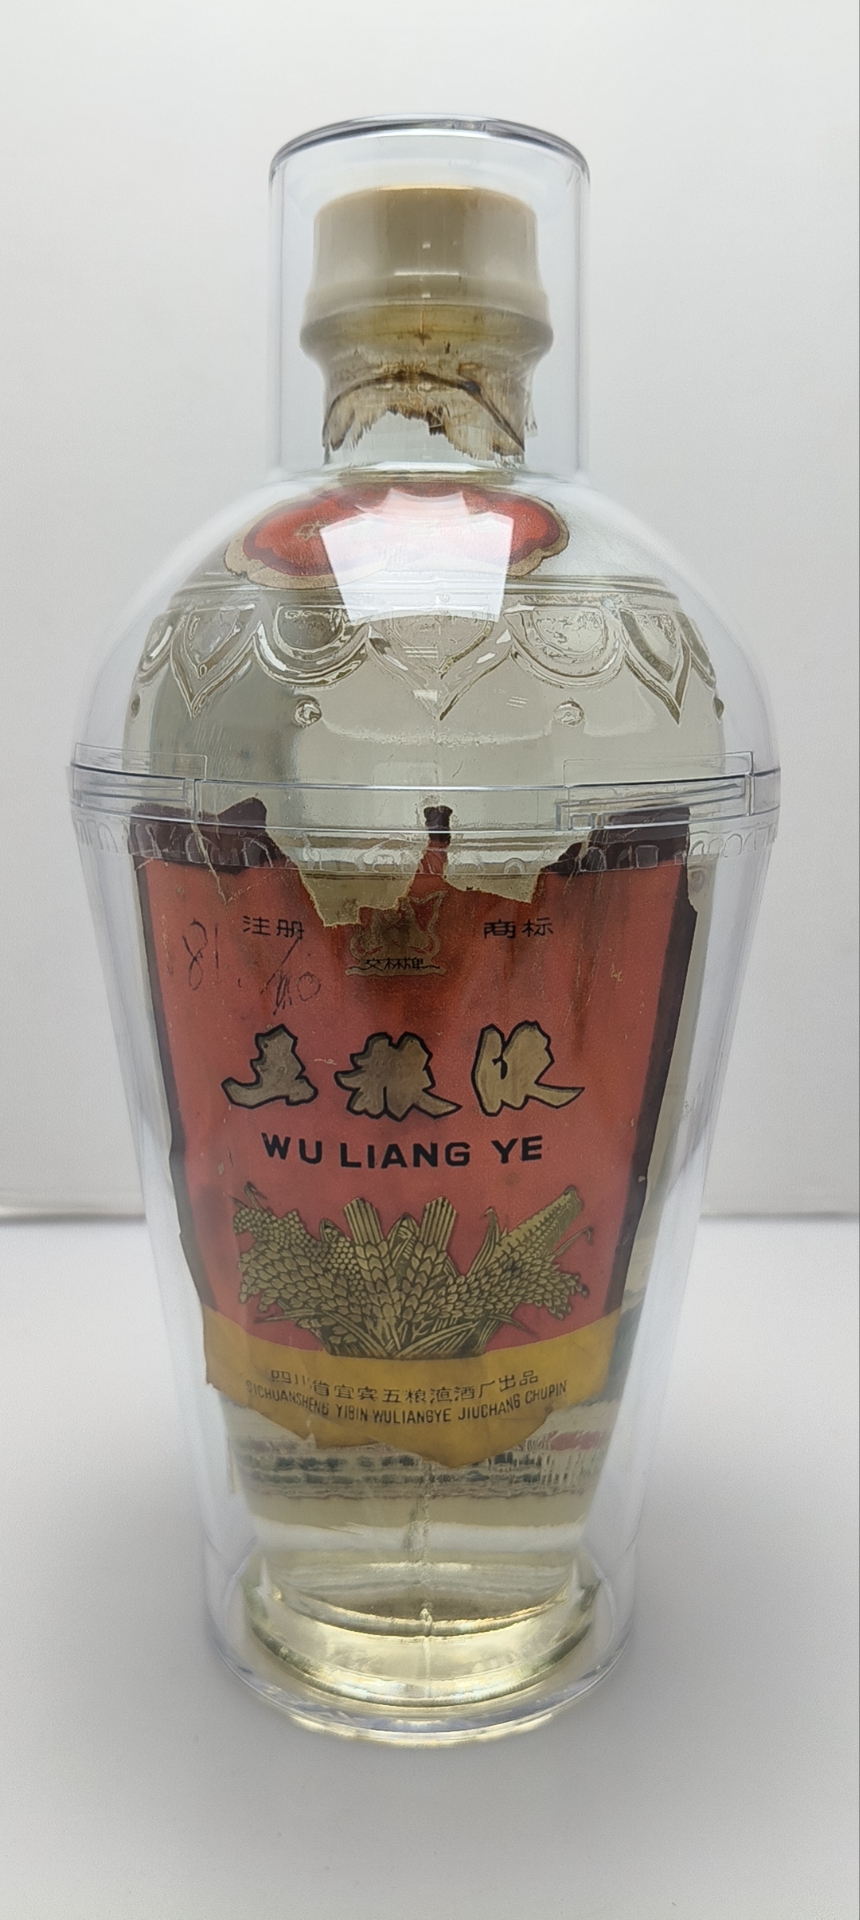 注册 商标
交杯牌
81.
五粮液
WU LIANG YE
四川省宜宾五粮液酒厂出品
SICHUANSHENG YIBIN WULIANGYE JIUCHANG CHUPIN